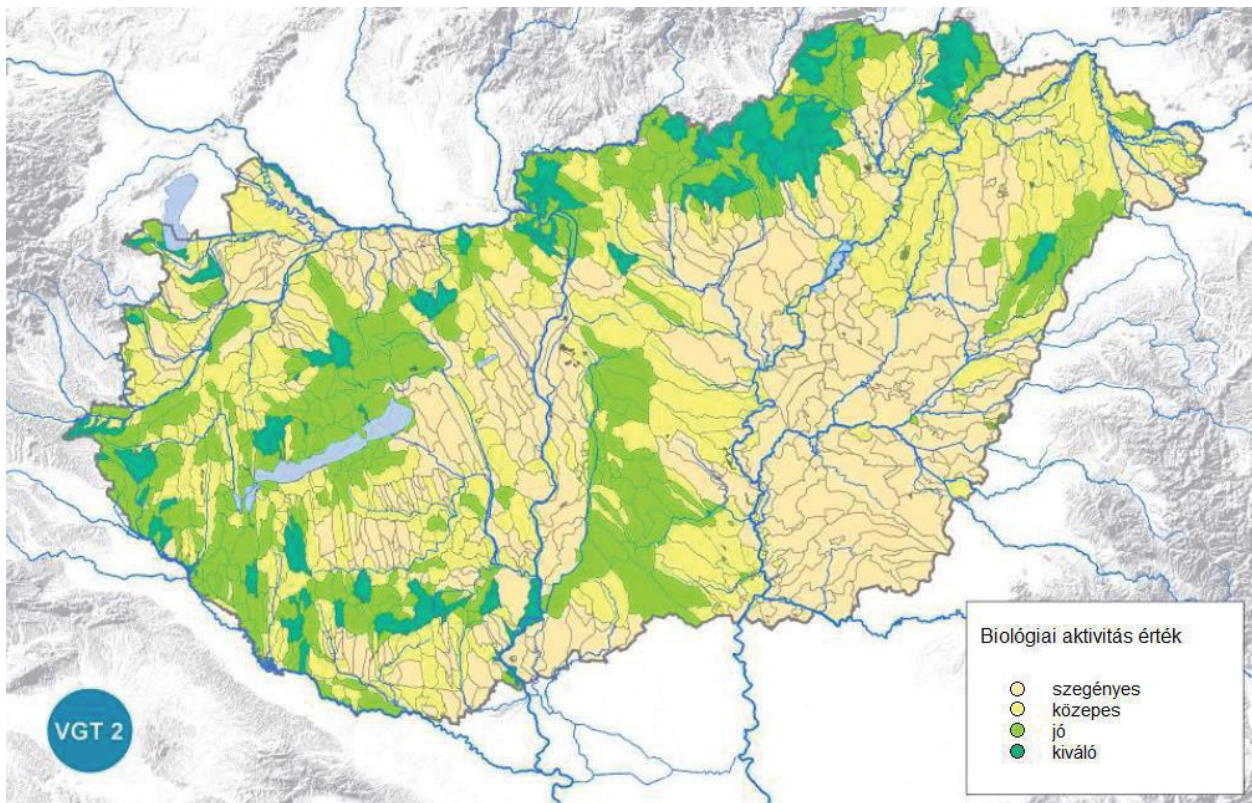 Biológiai aktivitás érték
szegényes
közepes
jó
kiváló
VGT 2